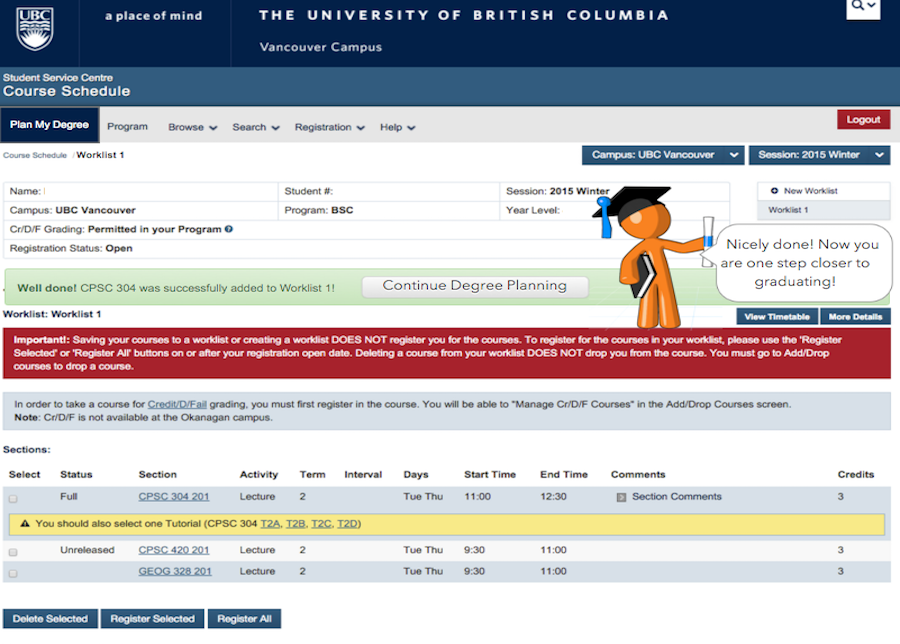 UBC
a place of mind
THE UNIVERSITY OF BRITISH COLUMBIA
Vancouver Campus
Student Service Centre
Course Schedule
Plan My Degree Program Browse Search Registration Help Logout
Course Schedule / Worklist 1
Campus: UBC Vancouver Session: 2015 Winter
Name: Student #: Session: 2015 Winter
Campus: UBC Vancouver Program: BSC Year Level:
Cr/D/F Grading: Permitted in your Program ?
Registration Status: Open
New Worklist
Worklist 1
Nicely done! Now you
are one step closer to
graduating!
Well done! CPSC 304 was successfully added to Worklist 1! Continue Degree Planning
Worklist: Worklist 1 View Timetable More Details
Important!: Saving your courses to a worklist or creating a worklist DOES NOT register you for the courses. To register for the courses in your worklist, please use the 'Register
Selected' or 'Register All' buttons on or after your registration open date. Deleting a course from your worklist DOES NOT drop you from the course. You must go to Add/Drop
courses to drop a course.
In order to take a course for Credit/D/Fail grading, you must first register in the course. You will be able to "Manage Cr/D/F Courses" in the Add/Drop Courses screen.
Note: Cr/D/F is not available at the Okanagan campus.
Sections:
Select Status Section Activity Term Interval Days Start Time End Time Comments Credits
Full CPSC 304 201 Lecture 2 Tue Thu 11:00 12:30 Section Comments 3
You should also select one Tutorial (CPSC 304 T2A, T2B, T2C, T2D)
Unreleased CPSC 420 201 Lecture 2 Tue Thu 9:30 11:00 3
GEOG 328 201 Lecture 2 Tue Thu 9:30 11:00 3
Delete Selected Register Selected Register All